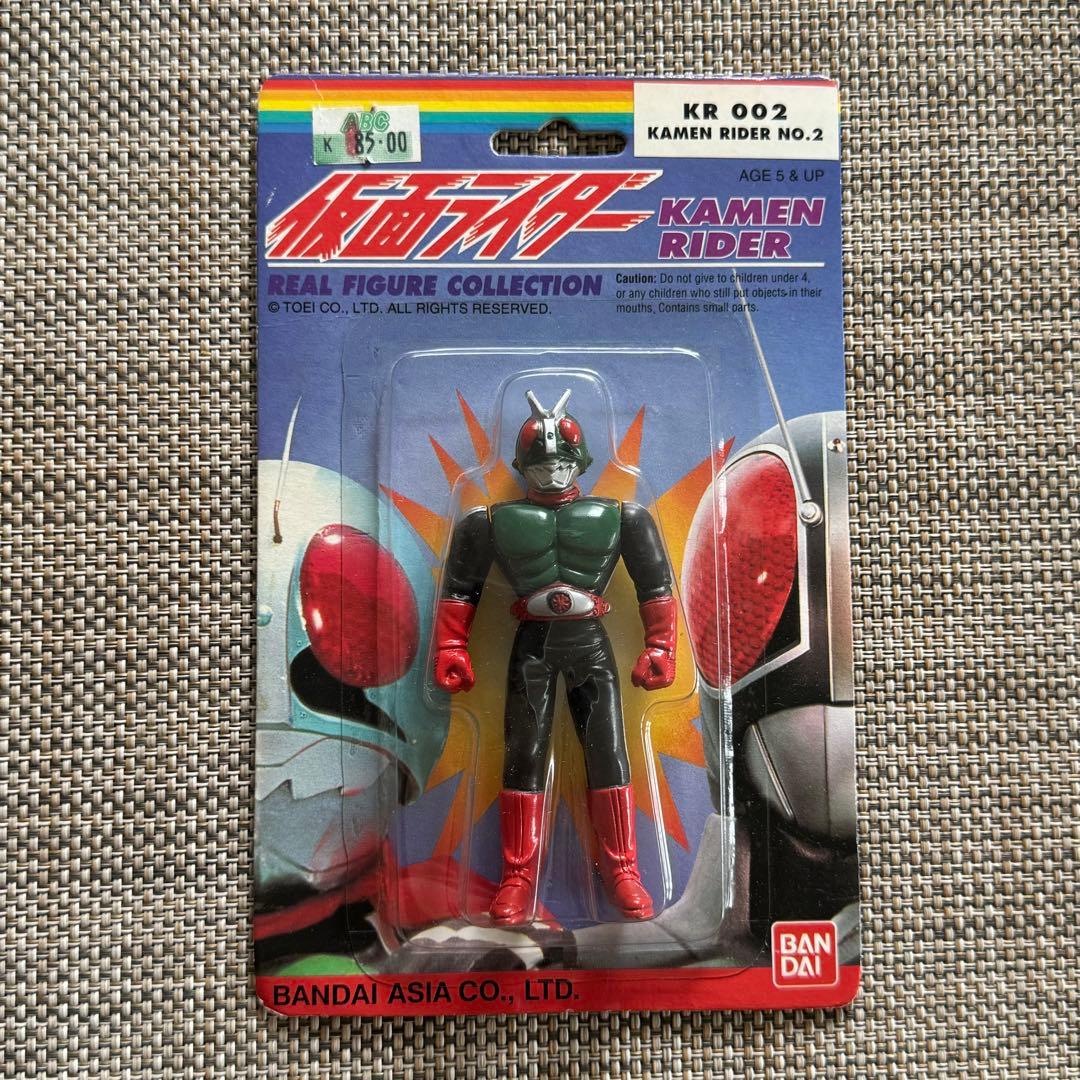 ABC
K 85.00
KR 002
KAMEN RIDER NO.2
AGE 5 & UP
仮面ライダー
KAMEN
RIDER
REAL FIGURE COLLECTION
© TOEI CO., LTD. ALL RIGHTS RESERVED.
Caution: Do not give to children under 4,
or any children who still put objects in their
mouths, Contains small parts.
BAN
DAI
BANDAI ASIA CO., LTD.